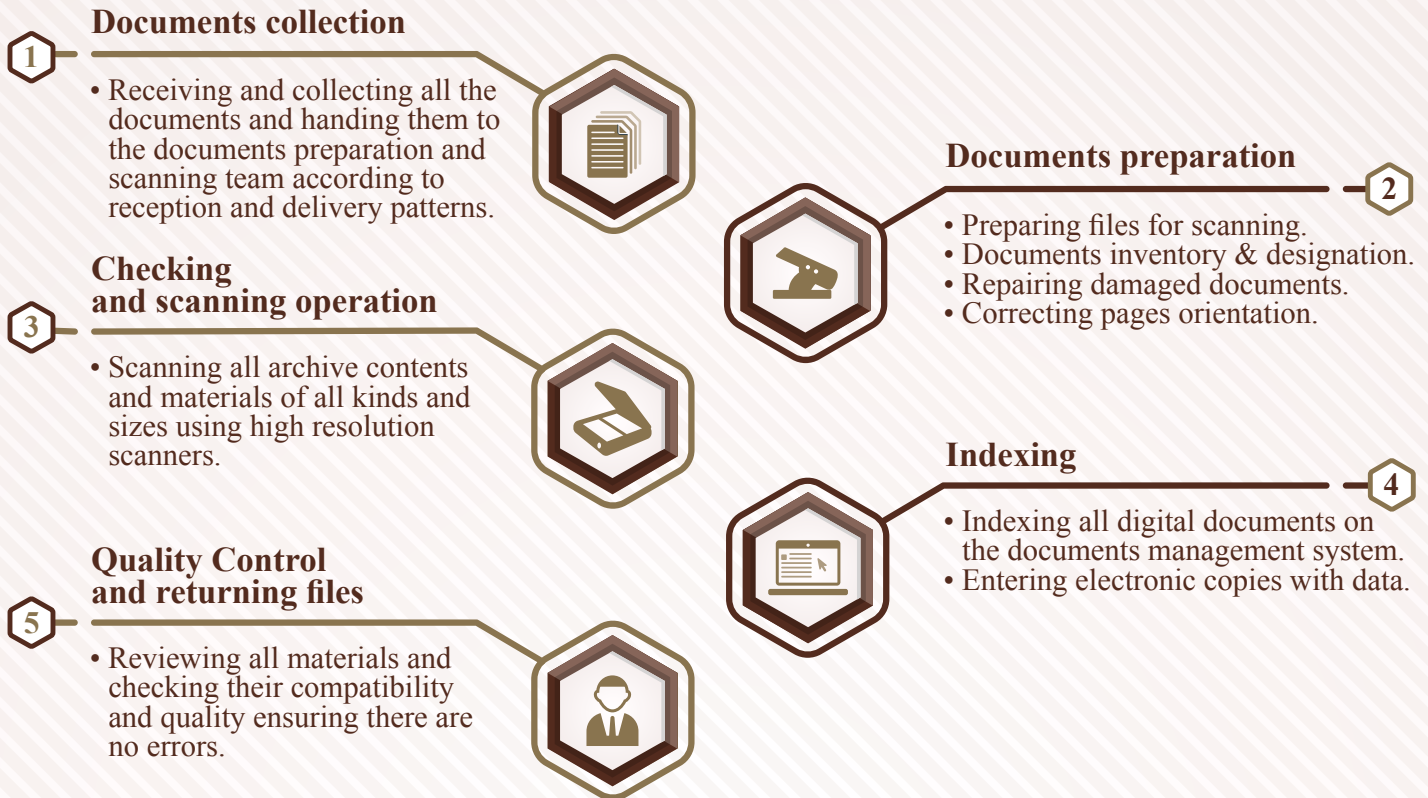 1
Documents collection
• Receiving and collecting all the
documents and handing them to
the documents preparation and
scanning team according to
reception and delivery patterns.
2
Documents preparation
• Preparing files for scanning.
• Documents inventory & designation.
• Repairing damaged documents.
• Correcting pages orientation.
3
Checking
and scanning operation
• Scanning all archive contents
and materials of all kinds and
sizes using high resolution
scanners.
4
Indexing
• Indexing all digital documents on
the documents management system.
• Entering electronic copies with data.
5
Quality Control
and returning files
• Reviewing all materials and
checking their compatibility
and quality ensuring there are
no errors.